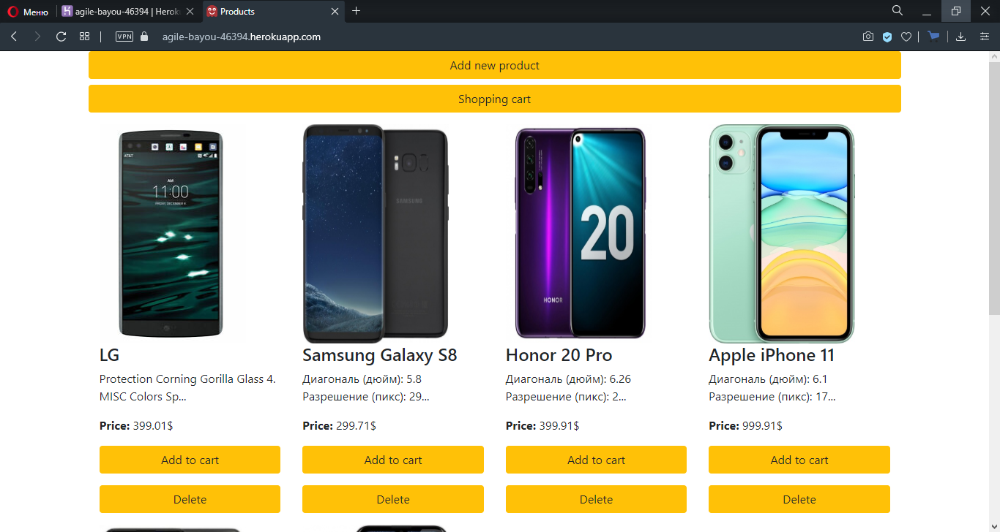 Меню
agile-bayou-46394 | Herok
Products
VPN
agile-bayou-46394.herokuapp.com
Add new product
Shopping cart
AT&T
AM
11:00
FRIDAY, DECEMBER 4
SAMSUNG
20
HONOR
LG
Protection Corning Gorilla Glass 4.
MISC Colors Sp...
Price: 399.01$
Add to cart
Delete
Samsung Galaxy S8
Диагональ (дюйм): 5.8
Разрешение (пикс): 29...
Price: 299.71$
Add to cart
Delete
Honor 20 Pro
Диагональ (дюйм): 6.26
Разрешение (пикс): 2...
Price: 399.91$
Add to cart
Delete
Apple iPhone 11
Диагональ (дюйм): 6.1
Разрешение (пикс): 17...
Price: 999.91$
Add to cart
Delete